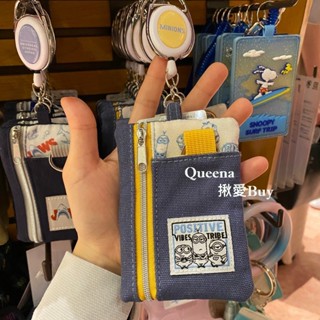 SNOOPY
SURF TRIP
Queena
揪愛Buy
POSITIVE
VIBES TRIBE